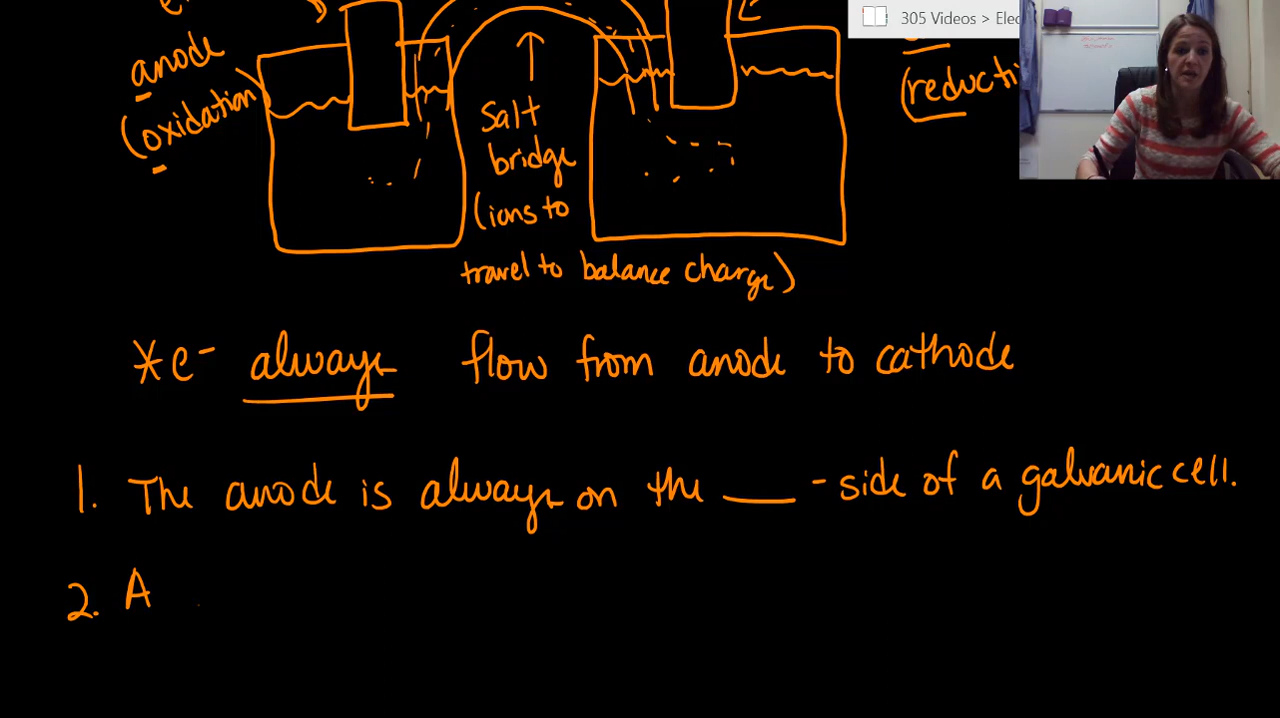 305 Videos > Elec
anode
(oxidation)
(reducti
Salt
bridge
(ions to
travel to balance charge)
*e- always flow from anode to cathode
1. The anode is always on the ___ -side of a galvanic cell.
2. A